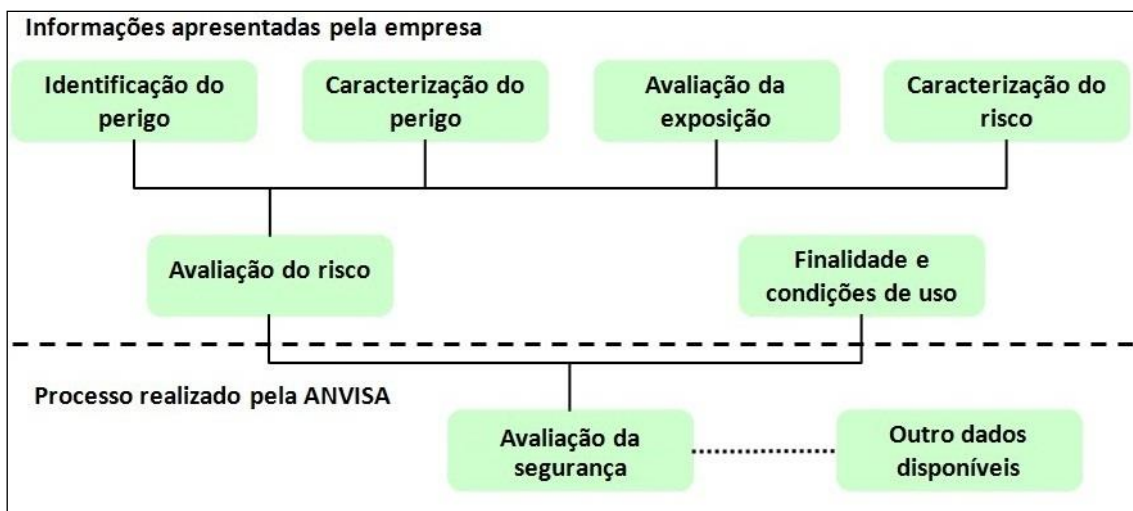 Informações apresentadas pela empresa
Identificação do
perigo
Caracterização do
perigo
Avaliação da
exposição
Caracterização do
risco
Avaliação do risco
Finalidade e
condições de uso
Processo realizado pela ANVISA
Avaliação da
segurança
Outro dados
disponíveis